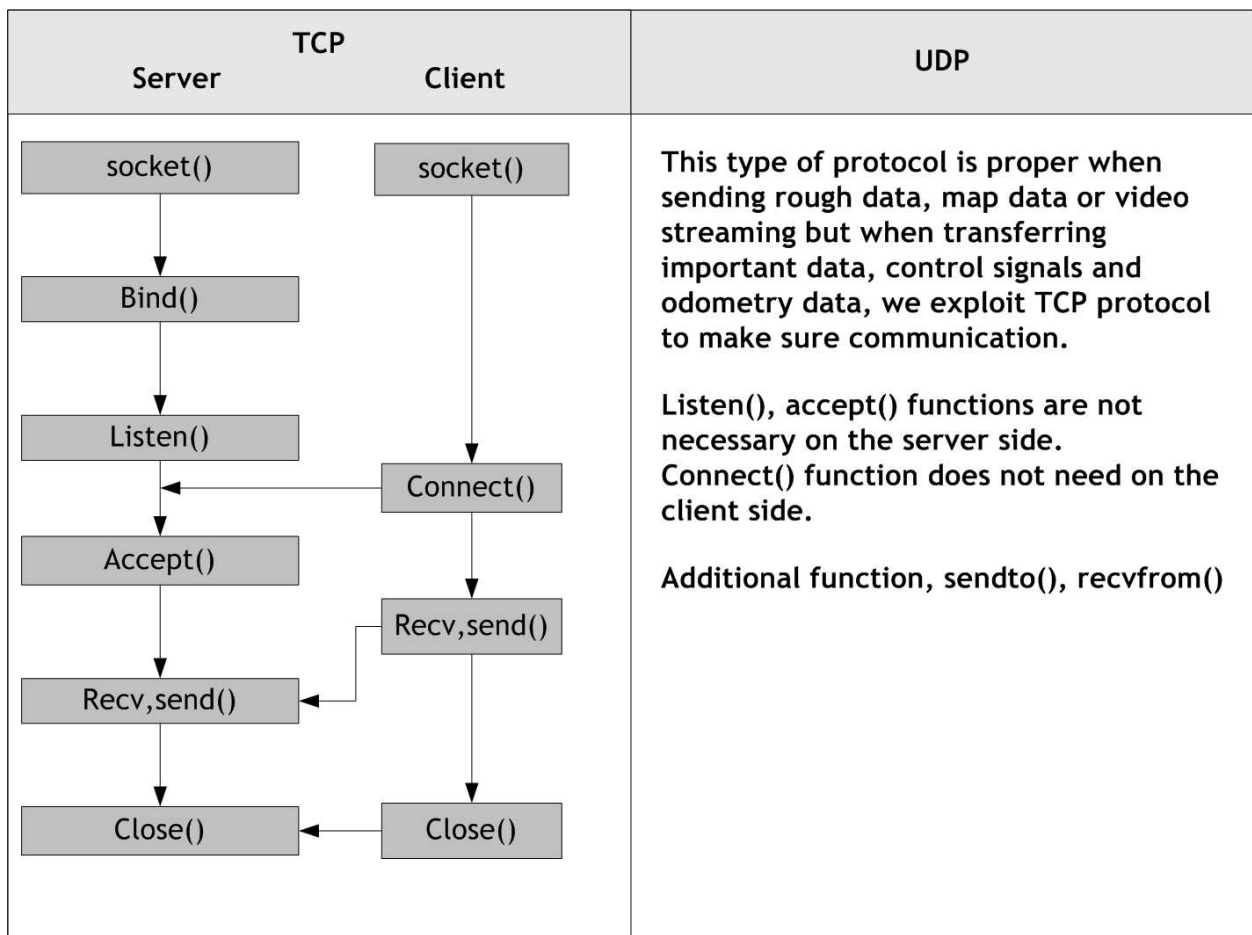 TCP
Server Client
UDP
socket()
Bind()
Listen()
Accept()
Recv,send()
Close()
socket()
Connect()
Recv,send()
Close()
This type of protocol is proper when
sending rough data, map data or video
streaming but when transferring
important data, control signals and
odometry data, we exploit TCP protocol
to make sure communication.
Listen(), accept() functions are not
necessary on the server side.
Connect() function does not need on the
client side.
Additional function, sendto(), recvfrom()